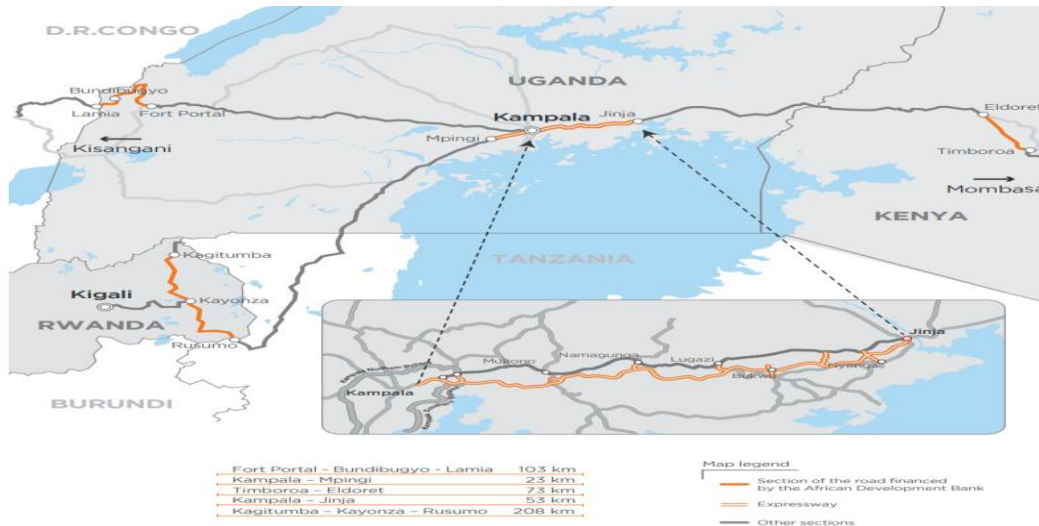 D.R.CONGO
UGANDA
Bundibugyo
Lamia
Fort Portal
Kampala
Jinja
Mpingi
Kisangani
Eldoret
Timboroa
Mombasa
KENYA
TANZANIA
Kagitumba
Kigali
Kayonza
RWANDA
Rusumo
BURUNDI
Jinja
Mukono
Lugazi
Kampala
Fort Portal - Bundibugyo - Lamia 103 km
Kampala - Mpingi 23 km
Timboroa - Eldoret 73 km
Kampala - Jinja 53 km
Kagitumba - Kayonza - Rusumo 208 km
Map legend
Section of the road financed
by the African Development Bank
Expressway
Other sections